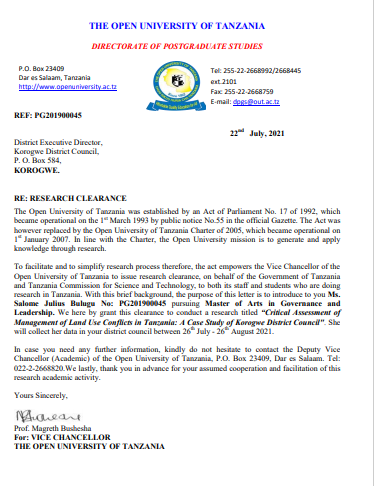 THE OPEN UNIVERSITY OF TANZANIA
DIRECTORATE OF POSTGRADUATE STUDIES
P.O. Box 23409
Dar es Salaam, Tanzania
http://www.openuniversity.ac.tz
Tel: 255-22-2668992/2668445
ext.2101
Fax: 255-22-2668759
E-mail: dpgs@out.ac.tz
REF: PG201900045
22nd July, 2021
District Executive Director,
Korogwe District Council,
P. O. Box 584,
KOROGWE.
RE: RESEARCH CLEARANCE
The Open University of Tanzania was established by an Act of Parliament No. 17 of 1992, which
became operational on the 1st March 1993 by public notice No.55 in the official Gazette. The Act was
however replaced by the Open University of Tanzania Charter of 2005, which became operational on
1st January 2007. In line with the Charter, the Open University mission is to generate and apply
knowledge through research.
To facilitate and to simplify research process therefore, the act empowers the Vice Chancellor of the
Open University of Tanzania to issue research clearance, on behalf of the Government of Tanzania
and Tanzania Commission for Science and Technology, to both its staff and students who are doing
research in Tanzania. With this brief background, the purpose of this letter is to introduce to you Ms.
Salome Julius Bulugu No: PG201900045 pursuing Master of Arts in Governance and
Leadership. We here by grant this clearance to conduct a research titled “Critical Assessment of
Management of Land Use Conflicts in Tanzania: A Case Study of Korogwe District Council”. She
will collect her data in your district council between 26th July - 26th August 2021.
In case you need any further information, kindly do not hesitate to contact the Deputy Vice
Chancellor (Academic) of the Open University of Tanzania, P.O. Box 23409, Dar es Salaam. Tel:
022-2-2668820.We lastly, thank you in advance for your assumed cooperation and facilitation of this
research academic activity.
Yours Sincerely,
Prof. Magreth Bushesha
For: VICE CHANCELLOR
THE OPEN UNIVERSITY OF TANZANIA